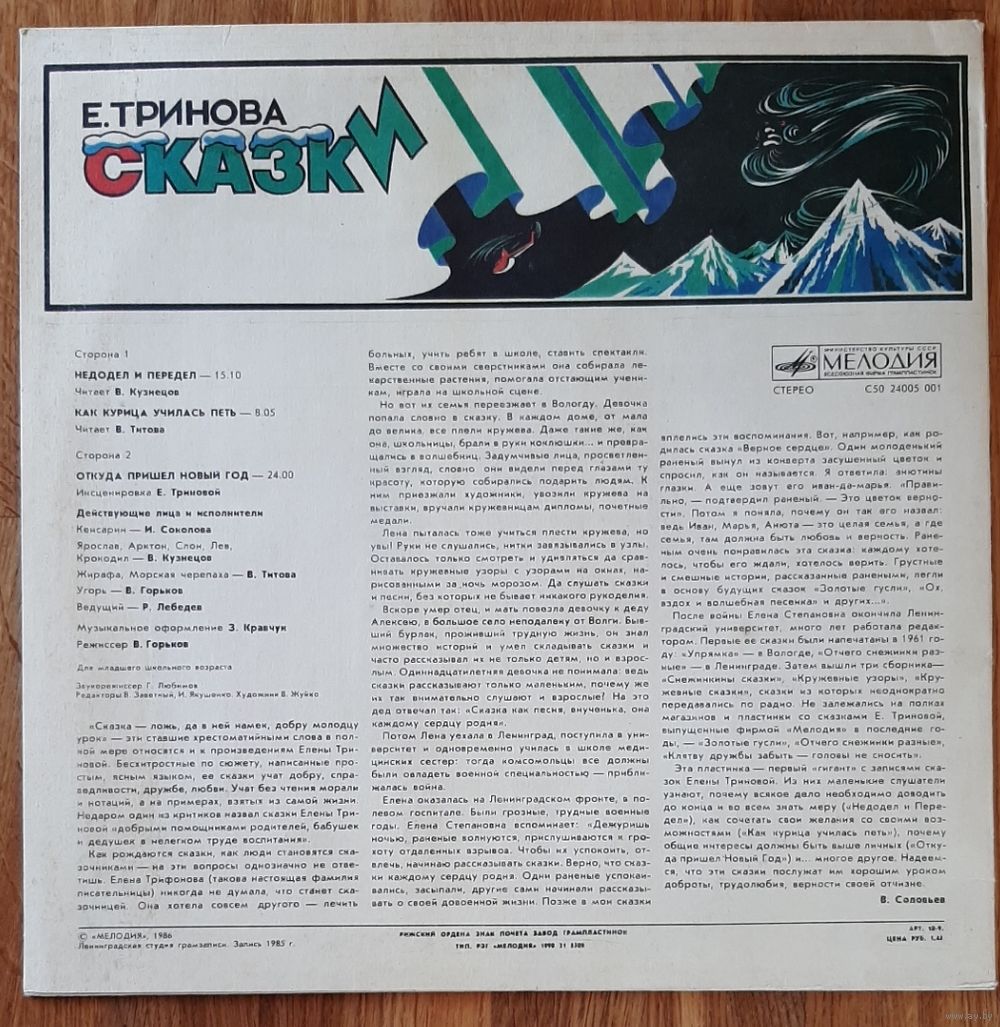 Е.ТРИНОВА
СКАЗКИ
Сторона 1
НЕДОДЕЛ И ПЕРЕДЕЛ — 15.10
Читает В. Кузнецов
КАК КУРИЦА УЧИЛАСЬ ПЕТЬ — 8.05
Читает В. Титова
Сторона 2
ОТКУДА ПРИШЕЛ НОВЫЙ ГОД — 24.00
Инсценировка Е. Триновой
Действующие лица и исполнители
Кенсарин — И. Соколова
Ярослав, Арктон, Слон, Лев,
Крокодил — В. Кузнецов
Жирафа, Морская черепаха — В. Титова
Угорь — В. Горьков
Ведущий — Р. Лебедев
Музыкальное оформление З. Кравчук
Режиссер В. Горьков
Для младшего школьного возраста
Звукорежиссер Г. Любимов
Редакторы В. Заветный, И. Якушенко. Художник В. Жуйко
«Сказка — ложь, да в ней намек, добру молодцу
урок» — эти ставшие хрестоматийными слова в пол-
ной мере относятся и к произведениям Елены Три-
новой. Бесхитростные по сюжету, написанные про-
стым, ясным языком, ее сказки учат добру, спра-
ведливости, дружбе, любви. Учат без чтения морали
и нотаций, а на примерах, взятых из самой жизни.
Недаром один из критиков назвал сказки Елены Три-
новой «добрыми помощниками родителей, бабушек
и дедушек в нелегком труде воспитания».
Как рождаются сказки, как люди становятся ска-
зочниками — на эти вопросы однозначно не отве-
тишь. Елена Трифонова (такова настоящая фамилия
писательницы) никогда не думала, что станет ска-
зочницей. Она хотела совсем другого — лечить
больных, учить ребят в школе, ставить спектакли.
Вместе со своими сверстниками она собирала ле-
карственные растения, помогала отстающим учени-
кам, играла на школьной сцене.
Но вот их семья переезжает в Вологду. Девочка
попала словно в сказку. В каждом доме, от мала
до велика, все плели кружева. Даже такие же, как
она, школьницы, брали в руки коклюшки... и превра-
щались в волшебниц. Задумчивые лица, просветлен-
ный взгляд, словно они видели перед глазами ту
красоту, которую собирались подарить людям. К
ним приезжали художники, увозили кружева на
выставки, вручали кружевницам дипломы, почетные
медали.
Лена пыталась тоже учиться плести кружева, но
увы! Руки не слушались, нитки завязывались в узлы.
Оставалось только смотреть и удивляться да срав-
нивать кружевные узоры с узорами на окнах, на-
рисованными за ночь морозом. Да слушать сказки
и песни, без которых не бывает никакого рукоделия.
Вскоре умер отец, и мать повезла девочку к деду
Алексею, в большое село неподалеку от Волги. Быв-
ший бурлак, проживший трудную жизнь, он знал
множество историй и умел складывать сказки и
часто рассказывал их не только детям, но и взрос-
лым. Одиннадцатилетняя девочка не понимала: ведь
сказки рассказывают только маленьким, почему же
их так внимательно слушают и взрослые? На это
дед отвечал так: «Сказка как песня, внученька, она
каждому сердцу родня».
Потом Лена уехала в Ленинград, поступила в уни-
верситет и одновременно училась в школе меди-
цинских сестер: тогда комсомольцы все должны
были овладеть военной специальностью — прибли-
жалась война.
Елена оказалась на Ленинградском фронте, в по-
левом госпитале. Были грозные, трудные военные
годы. Елена Степановна вспоминает: «Дежуришь
ночью, раненые волнуются, прислушиваются к гро-
хоту отдаленных взрывов. Чтобы их успокоить, от-
влечь, начинаю рассказывать сказки. Верно, что сказ-
ки каждому сердцу родня. Одни раненые успокаи-
вались, засыпали, другие сами начинали рассказы-
вать о своей довоенной жизни. Позже в мои сказки
МИНИСТЕРСТВО КУЛЬТУРЫ СССР
МЕЛОДИЯ
ВСЕСОЮЗНАЯ ФИРМА ГРАМПЛАСТИНОК
СТЕРЕО С50 24005 001
вплелись эти воспоминания. Вот, например, как ро-
дилась сказка «Верное сердце». Один молоденький
раненый вынул из конверта засушенный цветок и
спросил, как он называется. Я ответила: анютины
глазки. А еще зовут его иван-да-марья. «Правиль-
но, — подтвердил раненый. — Это цветок верно-
сти». Потом я поняла, почему он так его назвал:
ведь Иван, Марья, Анюта — это целая семья, а где
семья, там должна быть любовь и верность. Ране-
ным очень понравилась эта сказка: каждому хоте-
лось, чтобы его ждали, хотелось верить. Грустные
и смешные истории, рассказанные ранеными, легли
в основу будущих сказок «Золотые гусли», «Ох,
вздох и волшебная песенка» и других...».
После войны Елена Степановна окончила Ленин-
градский университет, много лет работала редак-
тором. Первые ее сказки были напечатаны в 1961 го-
ду: «Упрямка» — в Вологде, «Отчего снежинки раз-
ные» — в Ленинграде. Затем вышли три сборника—
«Снежинкины сказки», «Кружевные узоры», «Кру-
жевные сказки», сказки из которых неоднократно
передавались по радио. Не залежались на полках
магазинов и пластинки со сказками Е. Триновой,
выпущенные фирмой «Мелодия» в последние го-
ды, — «Золотые гусли», «Отчего снежинки разные»,
«Клятву дружбы забыть — головы не сносить».
Эта пластинка — первый «гигант» с записями ска-
зок Елены Триновой. Из них маленькие слушатели
узнают, почему всякое дело необходимо доводить
до конца и во всем знать меру («Недодел и Пере-
дел»), как сочетать свои желания со своими воз-
можностями («Как курица училась петь»), почему
общие интересы должны быть выше личных («Отку-
да пришел Новый Год») и... многое другое. Надеем-
ся, что эти сказки послужат им хорошим уроком
доброты, трудолюбия, верности своей отчизне.
В. Соловьев
© «МЕЛОДИЯ», 1986
Ленинградская студия грамзаписи. Запись 1985 г.
РИЖСКИЙ ОРДЕНА ЗНАК ПОЧЕТА ЗАВОД ГРАМПЛАСТИНОК
ТИП. РЗГ «МЕЛОДИЯ»
АРТ.
ЦЕНА РУБ.
www.ay.by